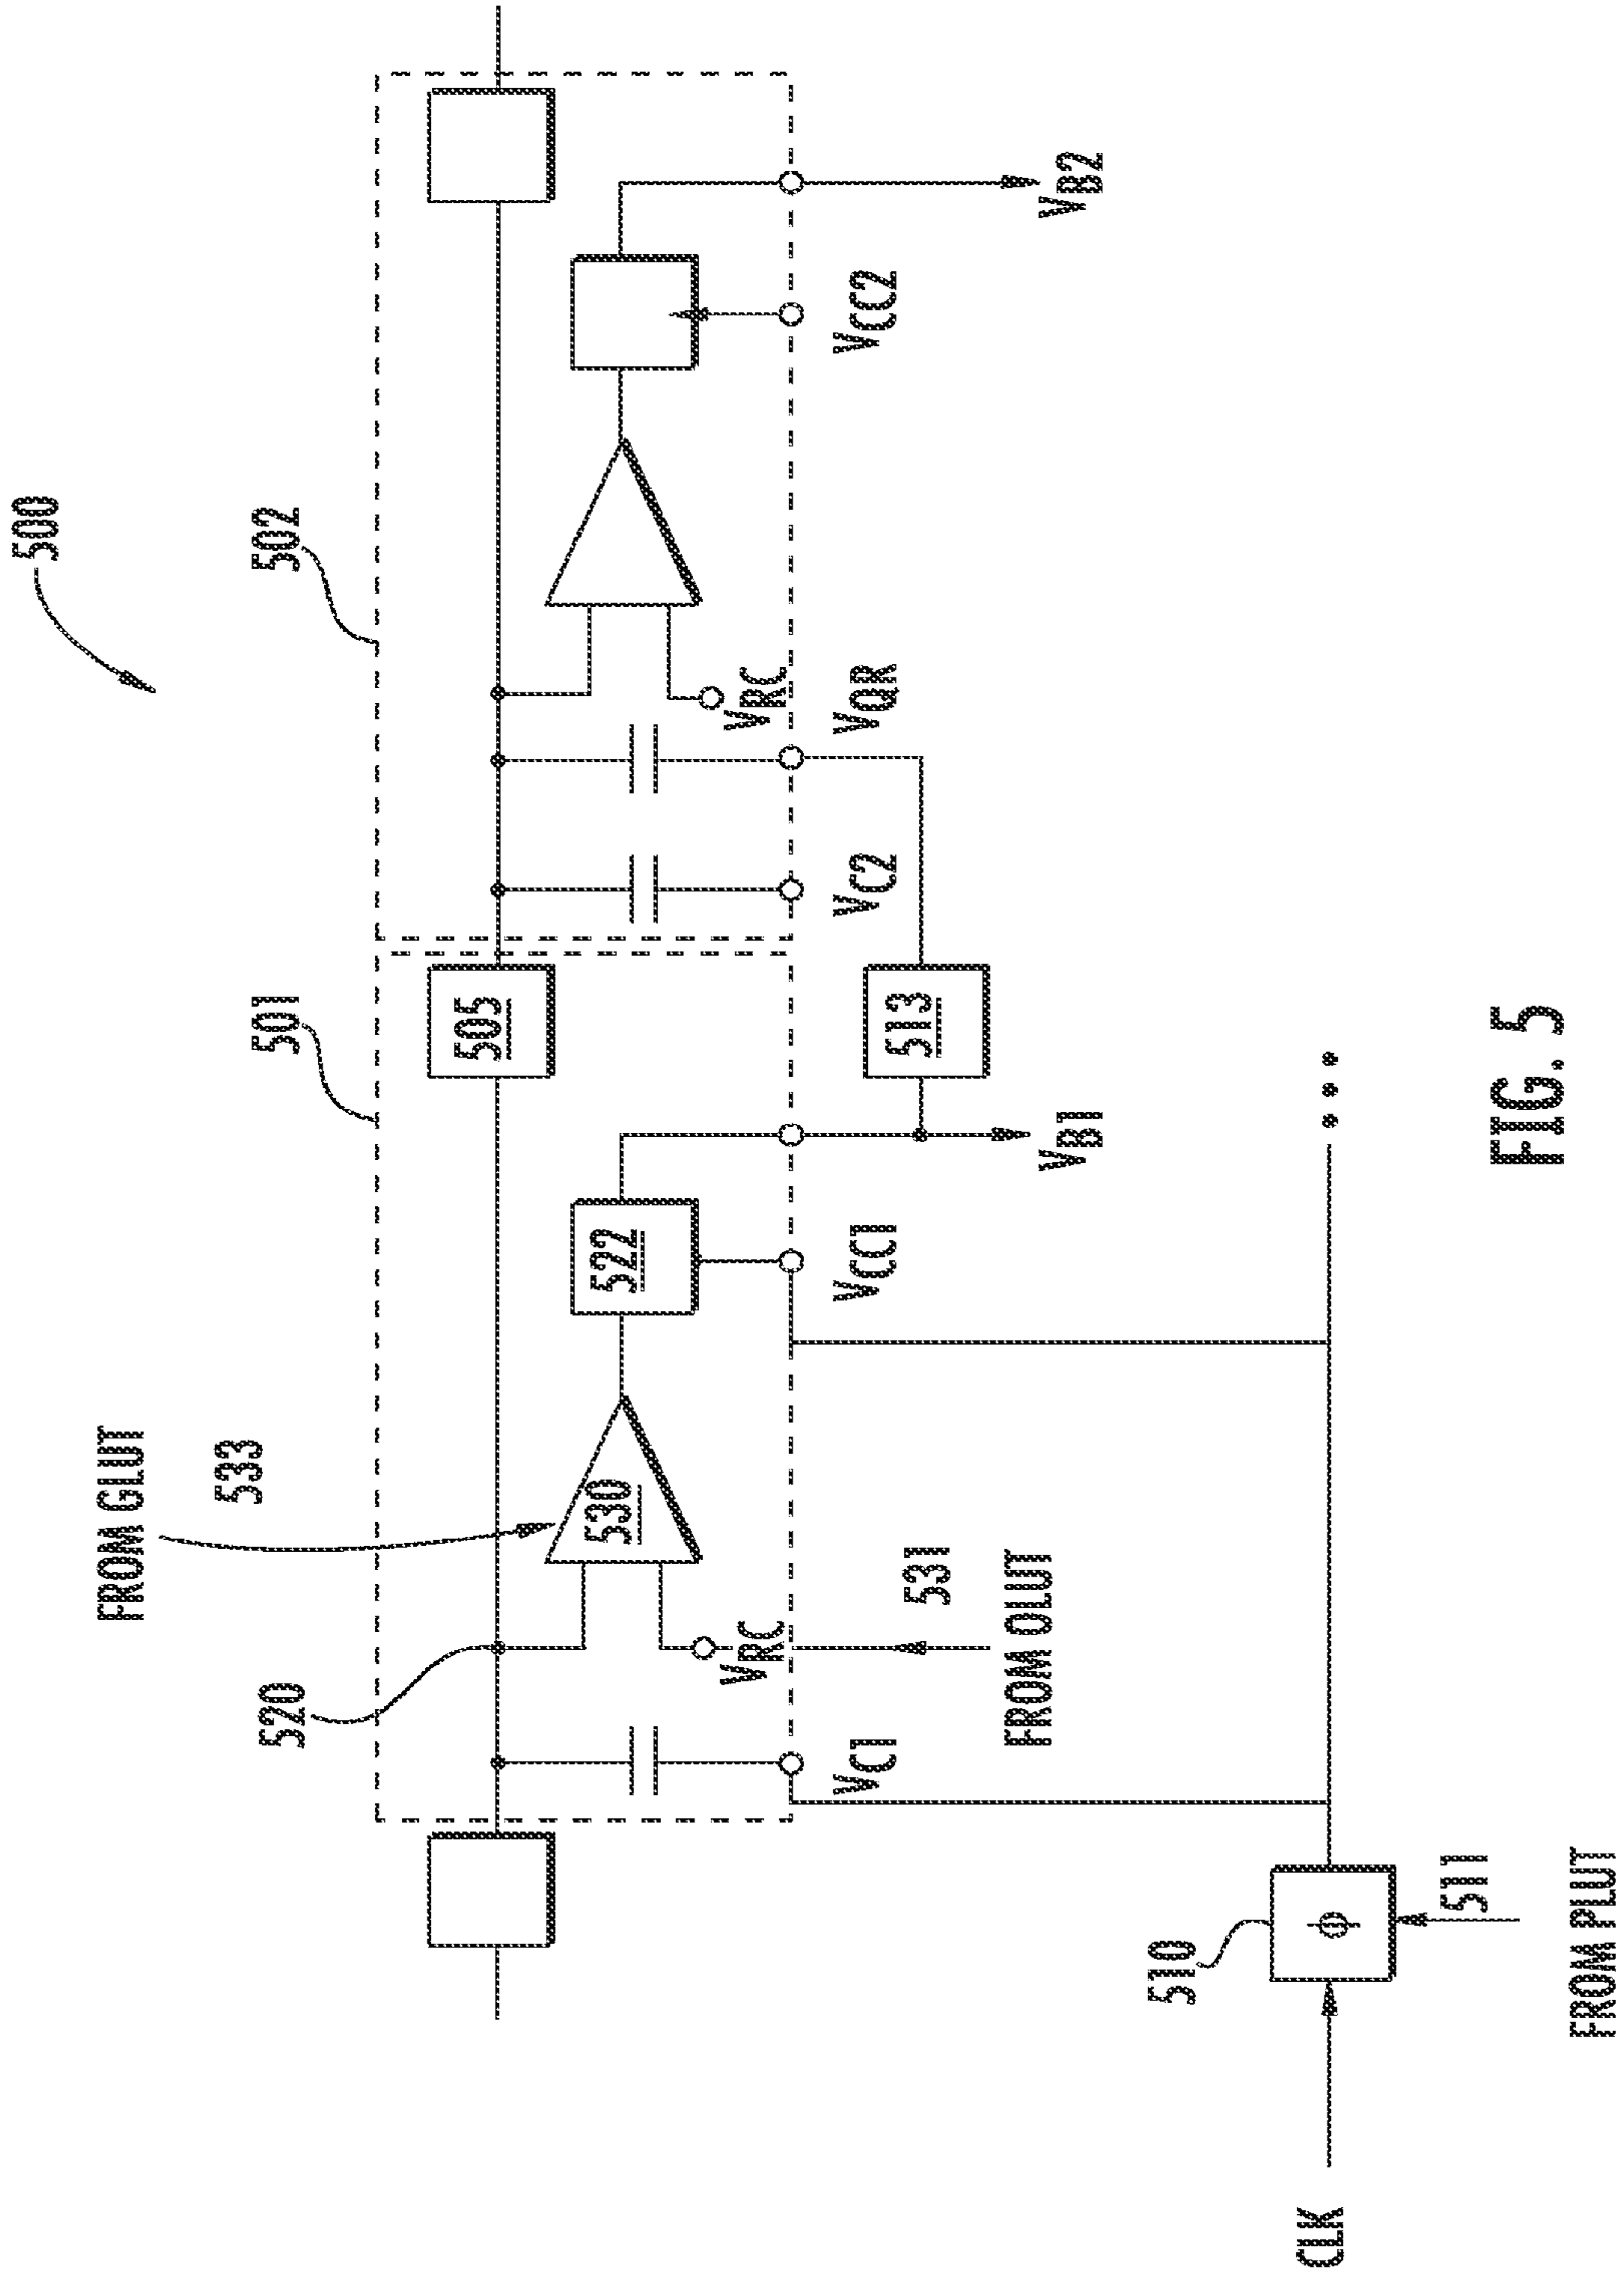 500
502
501
FROM GLUT
533
520
505
530
522
VRC
VRC
VC1
VCC1
VC2
VQR
VCC2
531
FROM OLUT
513
VB1
VB2
510
Φ
511
CLK
FROM PLUT
FIG. 5